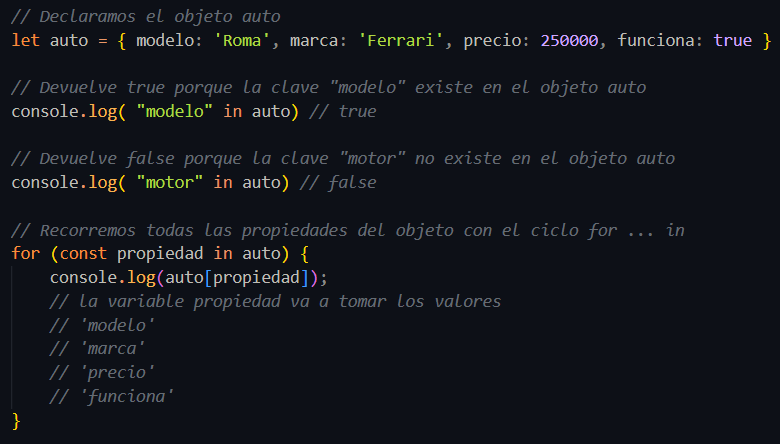 // Declaramos el objeto auto
let auto = { modelo: 'Roma', marca: 'Ferrari', precio: 250000, funciona: true }
// Devuelve true porque la clave "modelo" existe en el objeto auto
console.log( "modelo" in auto) // true
// Devuelve false porque la clave "motor" no existe en el objeto auto
console.log( "motor" in auto) // false
// Recorremos todas las propiedades del objeto con el ciclo for ... in
for (const propiedad in auto) {
    console.log(auto[propiedad]);
    // la variable propiedad va a tomar los valores
    // 'modelo'
    // 'marca'
    // 'precio'
    // 'funciona'
}